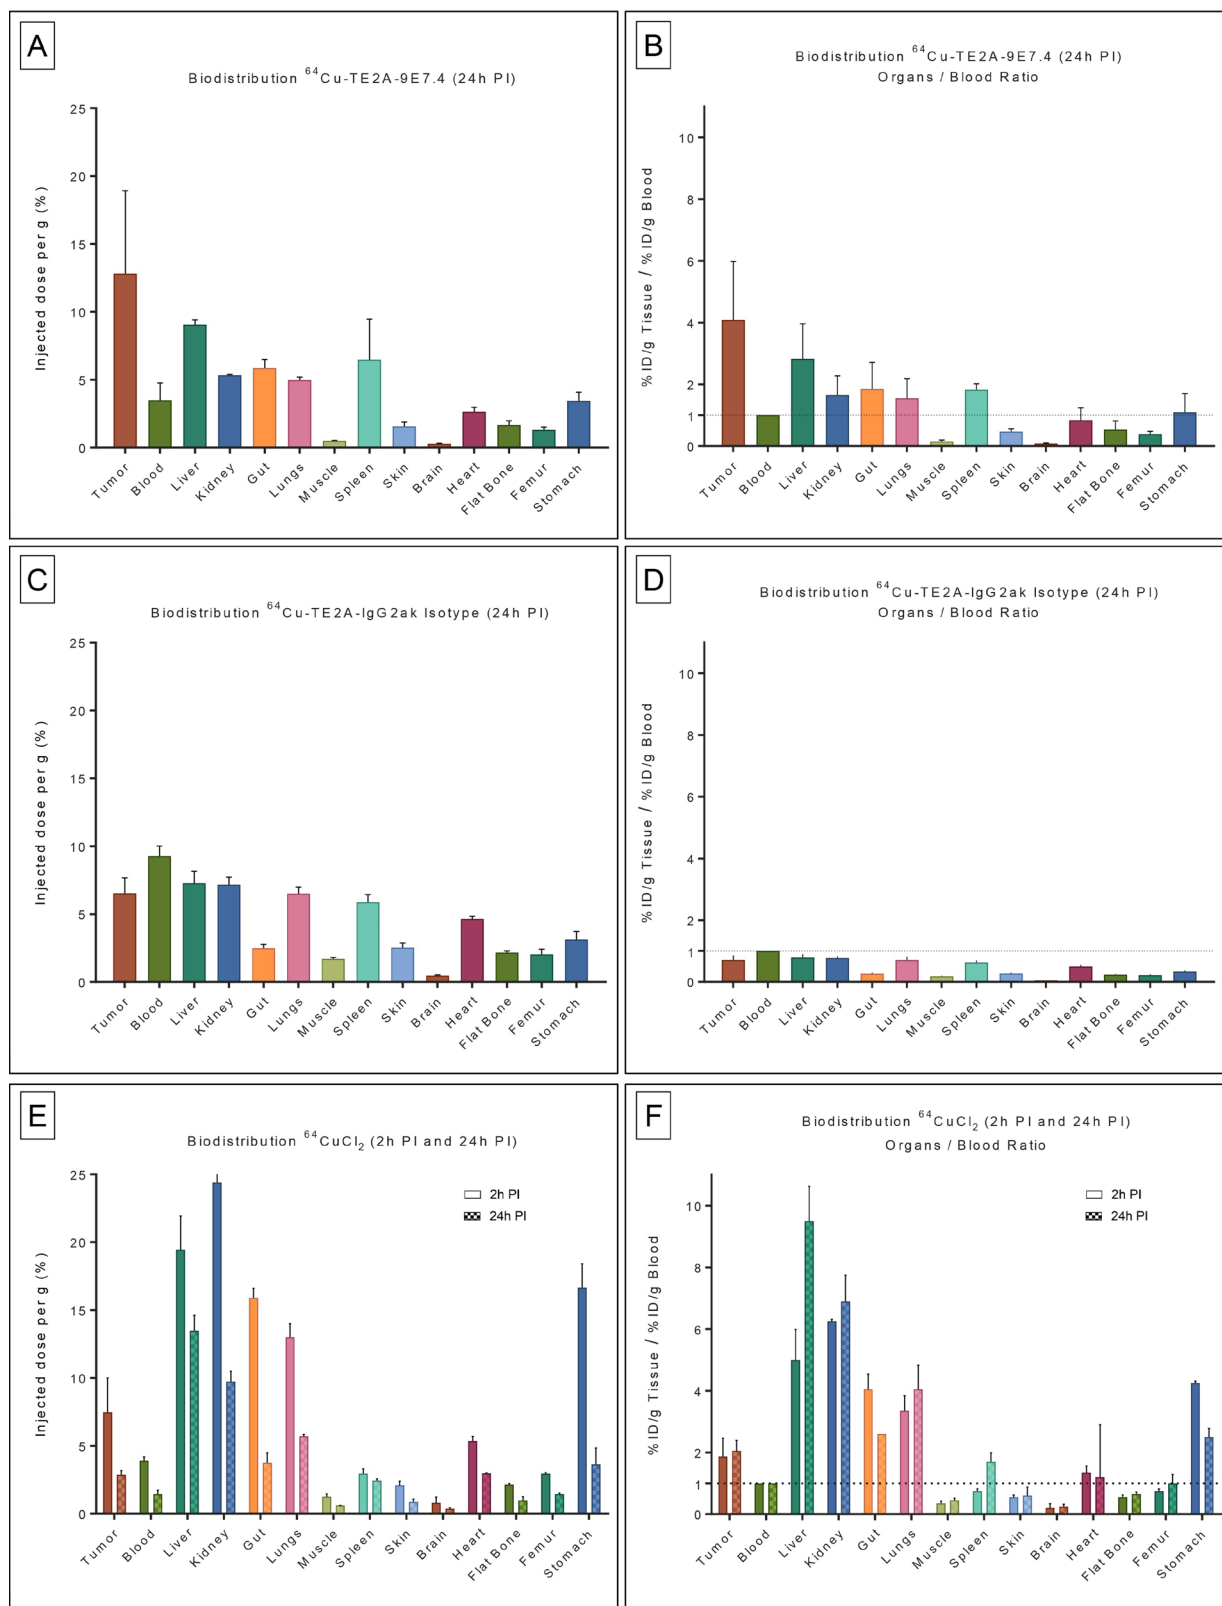 A
Biodistribution ⁶⁴Cu-TE2A-9E7.4 (24h PI)
Injected dose per g (%)
25
20
15
10
5
0
Tumor
Blood
Liver
Kidney
Gut
Lungs
Muscle
Spleen
Skin
Brain
Heart
Flat Bone
Femur
Stomach
B
Biodistribution ⁶⁴Cu-TE2A-9E7.4 (24h PI)
Organs / Blood Ratio
%ID/g Tissue / %ID/g Blood
10
8
6
4
2
1
0
Tumor
Blood
Liver
Kidney
Gut
Lungs
Muscle
Spleen
Skin
Brain
Heart
Flat Bone
Femur
Stomach
C
Biodistribution ⁶⁴Cu-TE2A-IgG2ak Isotype (24h PI)
Injected dose per g (%)
25
20
15
10
5
0
Tumor
Blood
Liver
Kidney
Gut
Lungs
Muscle
Spleen
Skin
Brain
Heart
Flat Bone
Femur
Stomach
D
Biodistribution ⁶⁴Cu-TE2A-IgG2ak Isotype (24h PI)
Organs / Blood Ratio
%ID/g Tissue / %ID/g Blood
10
8
6
4
2
1
0
Tumor
Blood
Liver
Kidney
Gut
Lungs
Muscle
Spleen
Skin
Brain
Heart
Flat Bone
Femur
Stomach
E
Biodistribution ⁶⁴CuCl₂ (2h PI and 24h PI)
Injected dose per g (%)
25
20
15
10
5
0
2h PI
24h PI
Tumor
Blood
Liver
Kidney
Gut
Lungs
Muscle
Spleen
Skin
Brain
Heart
Flat Bone
Femur
Stomach
F
Biodistribution ⁶⁴CuCl₂ (2h PI and 24h PI)
Organs / Blood Ratio
%ID/g Tissue / %ID/g Blood
10
8
6
4
2
1
0
2h PI
24h PI
Tumor
Blood
Liver
Kidney
Gut
Lungs
Muscle
Spleen
Skin
Brain
Heart
Flat Bone
Femur
Stomach